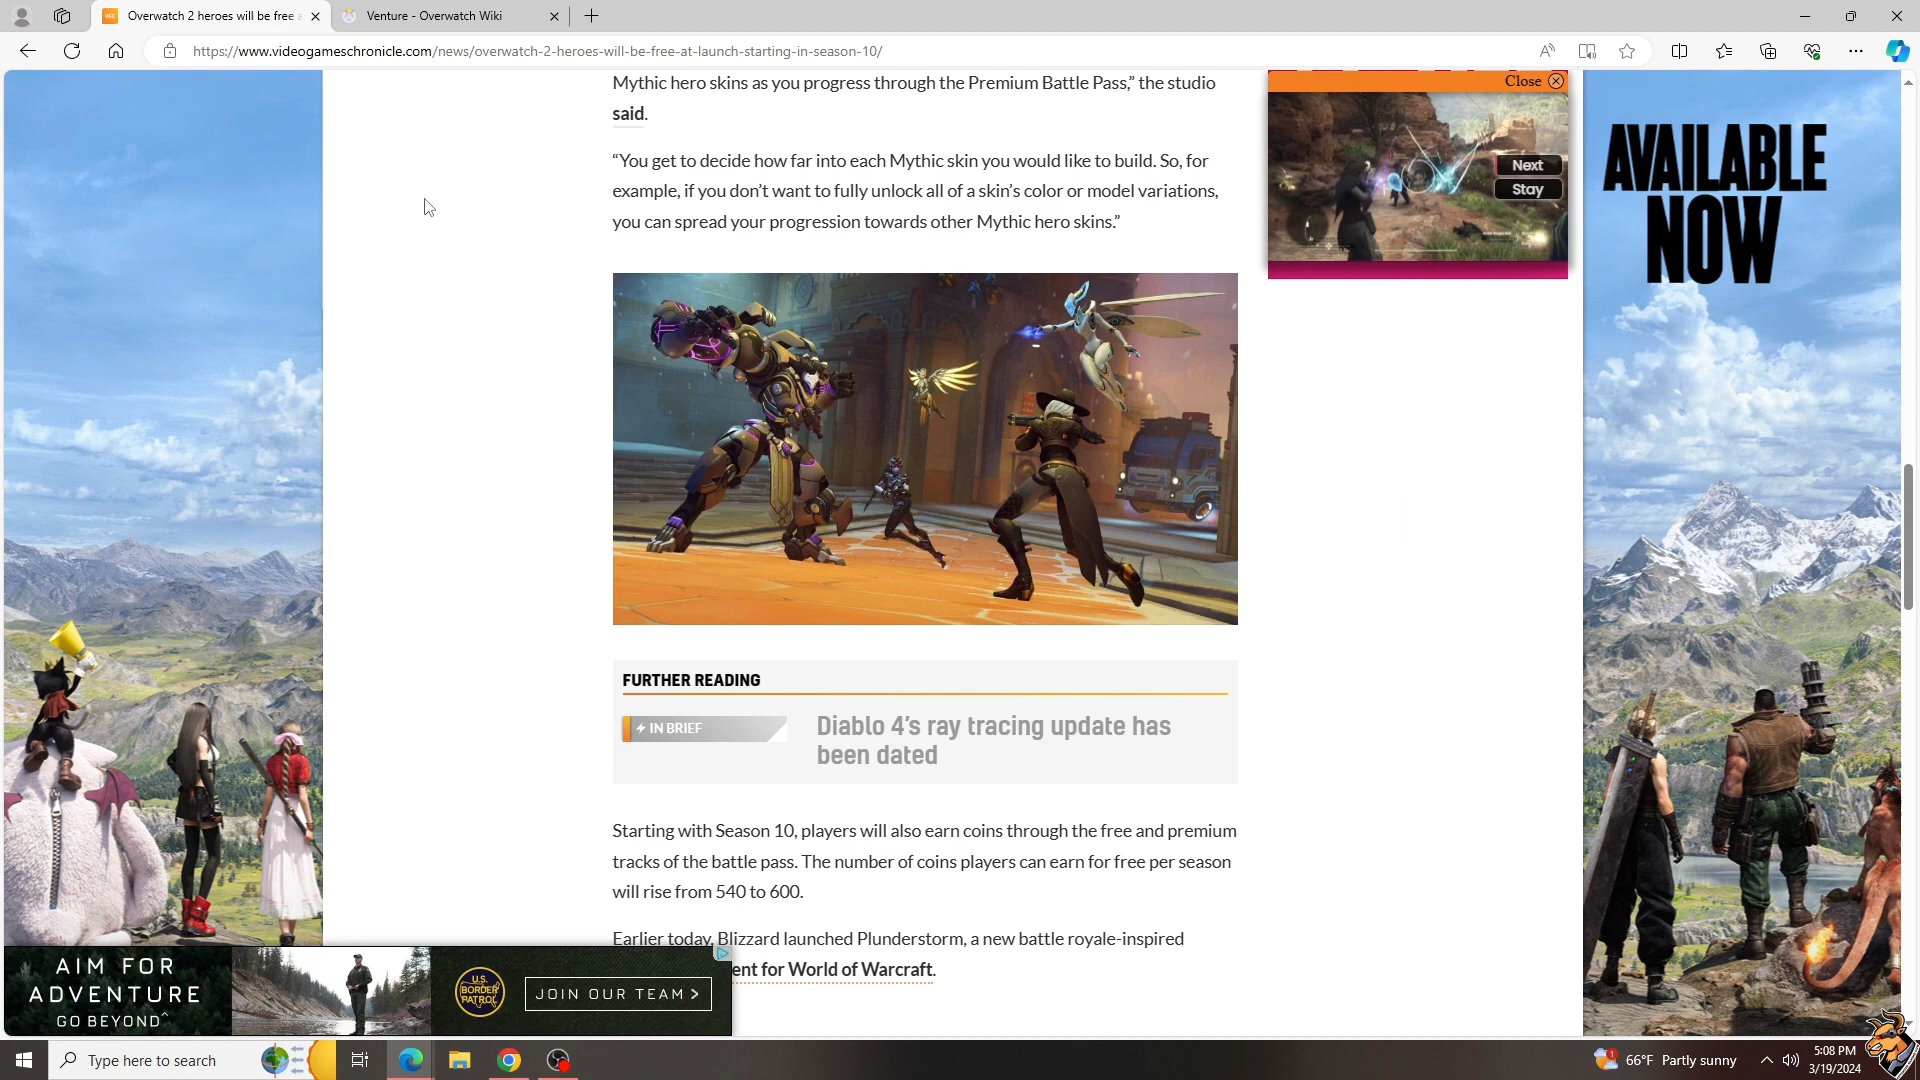 Overwatch 2 heroes will be free a
Venture - Overwatch Wiki
https://www.videogameschronicle.com/news/overwatch-2-heroes-will-be-free-at-launch-starting-in-season-10/
Mythic hero skins as you progress through the Premium Battle Pass,” the studio
said.
“You get to decide how far into each Mythic skin you would like to build. So, for
example, if you don’t want to fully unlock all of a skin’s color or model variations,
you can spread your progression towards other Mythic hero skins.”
Close
Next
Stay
AVAILABLE
NOW
FURTHER READING
IN BRIEF
Diablo 4’s ray tracing update has
been dated
Starting with Season 10, players will also earn coins through the free and premium
tracks of the battle pass. The number of coins players can earn for free per season
will rise from 540 to 600.
Earlier today, Blizzard launched Plunderstorm, a new battle royale-inspired
ent for World of Warcraft.
AIM FOR
ADVENTURE
GO BEYOND^
U.S.
BORDER
PATROL
JOIN OUR TEAM >
Type here to search
1
66°F Partly sunny
5:08 PM
3/19/2024